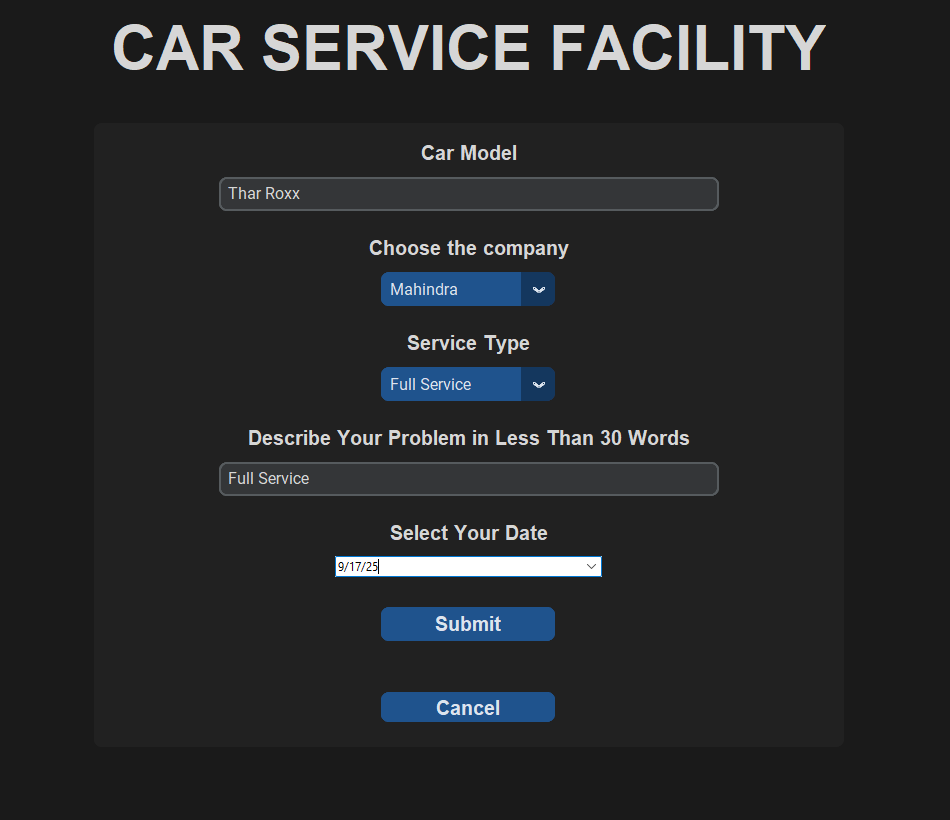 CAR SERVICE FACILITY
Car Model
Thar Roxx
Choose the company
Mahindra
Service Type
Full Service
Describe Your Problem in Less Than 30 Words
Full Service
Select Your Date
9/17/25
Submit
Cancel